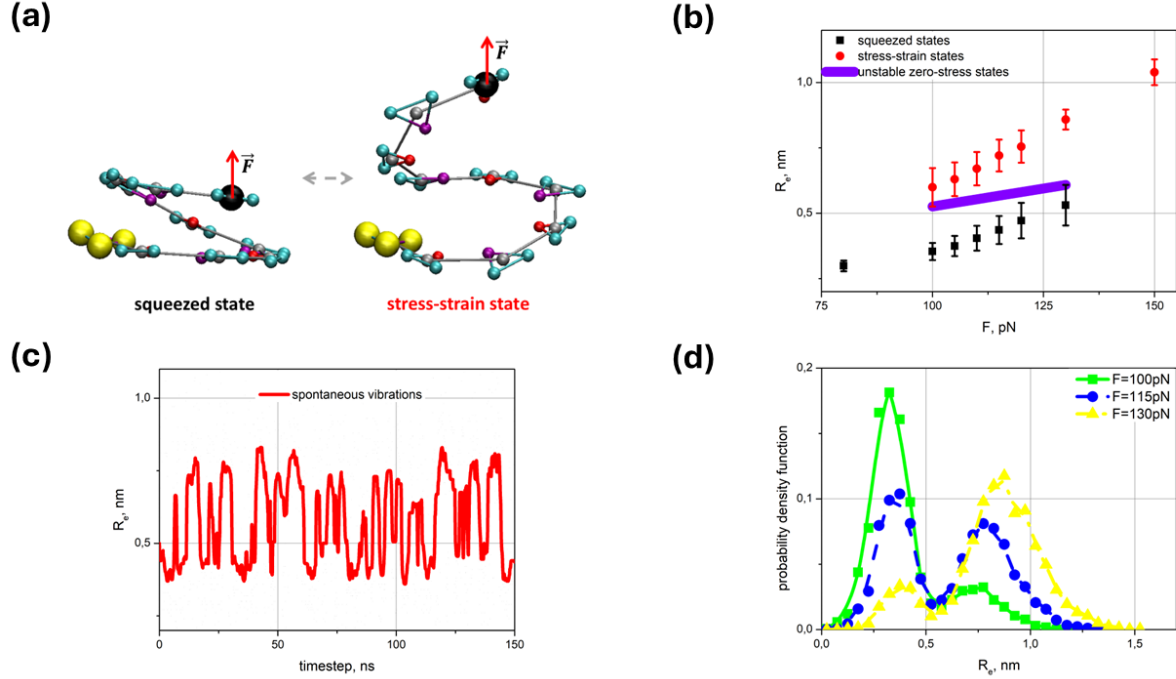 (a)
F
F
squeezed state
stress-strain state
(b)
squeezed states
stress-strain states
unstable zero-stress states
1,0
0,5
Rₑ, nm
75
100
125
150
F, pN
(c)
spontaneous vibrations
1,0
0,5
Rₑ, nm
0
50
100
150
timestep, ns
(d)
F=100pN
F=115pN
F=130pN
0,2
0,1
0,0
probability density function
0,0
0,5
1,0
1,5
Rₑ, nm